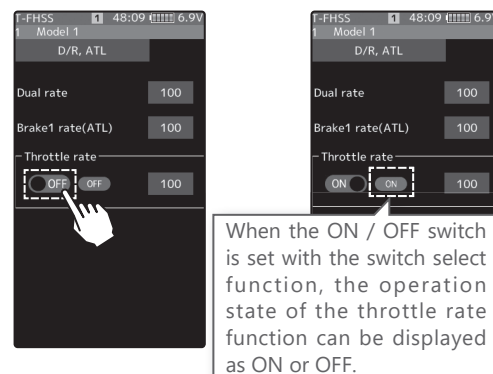 T-FHSS 1 48:09 6.9V
1 Model 1
D/R, ATL
Dual rate 100
Brake1 rate(ATL) 100
Throttle rate
OFF OFF 100
T-FHSS 1 48:09 6.9V
1 Model 1
D/R, ATL
Dual rate 100
Brake1 rate(ATL) 100
Throttle rate
ON ON 100
When the ON / OFF switch
is set with the switch select
function, the operation
state of the throttle rate
function can be displayed
as ON or OFF.